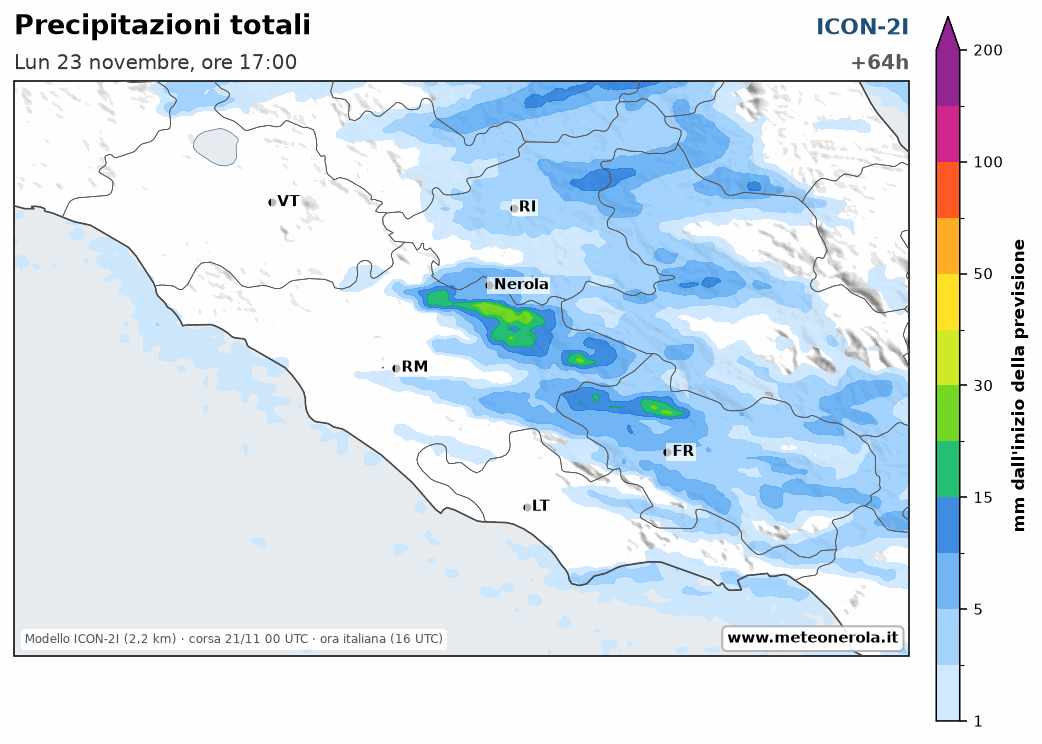 Precipitazioni totali
ICON-2I
Lun 23 novembre, ore 17:00
+64h
200
100
50
30
15
5
1
mm dall'inizio della previsione
VT
RI
Nerola
RM
FR
LT
Modello ICON-2I (2,2 km) · corsa 21/11 00 UTC · ora italiana (16 UTC)
www.meteonerola.it